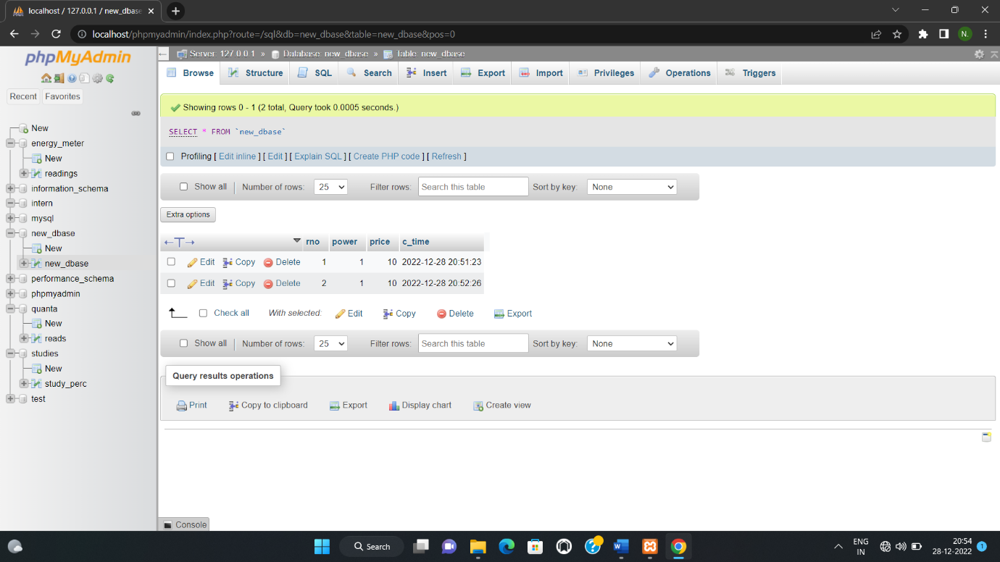 localhost / 127.0.0.1 / new_dbase
localhost/phpmyadmin/index.php?route=/sql&db=new_dbase&table=new_dbase&pos=0
N.
phpMyAdmin
Recent Favorites
New
energy_meter
New
readings
information_schema
intern
mysql
new_dbase
New
new_dbase
performance_schema
phpmyadmin
quanta
New
reads
studies
New
study_perc
test
Server: 127.0.0.1 » Database: new_dbase » Table: new_dbase
Browse Structure SQL Search Insert Export Import Privileges Operations Triggers
Showing rows 0 - 1 (2 total, Query took 0.0005 seconds.)
SELECT * FROM `new_dbase`
Profiling [ Edit inline ] [ Edit ] [ Explain SQL ] [ Create PHP code ] [ Refresh ]
Show all | Number of rows: 25 Filter rows: Search this table Sort by key: None
Extra options
←T→ rno power price c_time
Edit Copy Delete 1 1 10 2022-12-28 20:51:23
Edit Copy Delete 2 1 10 2022-12-28 20:52:26
Check all With selected: Edit Copy Delete Export
Show all | Number of rows: 25 Filter rows: Search this table Sort by key: None
Query results operations
Print Copy to clipboard Export Display chart Create view
Console
Search
ENG
IN
20:54
28-12-2022
1